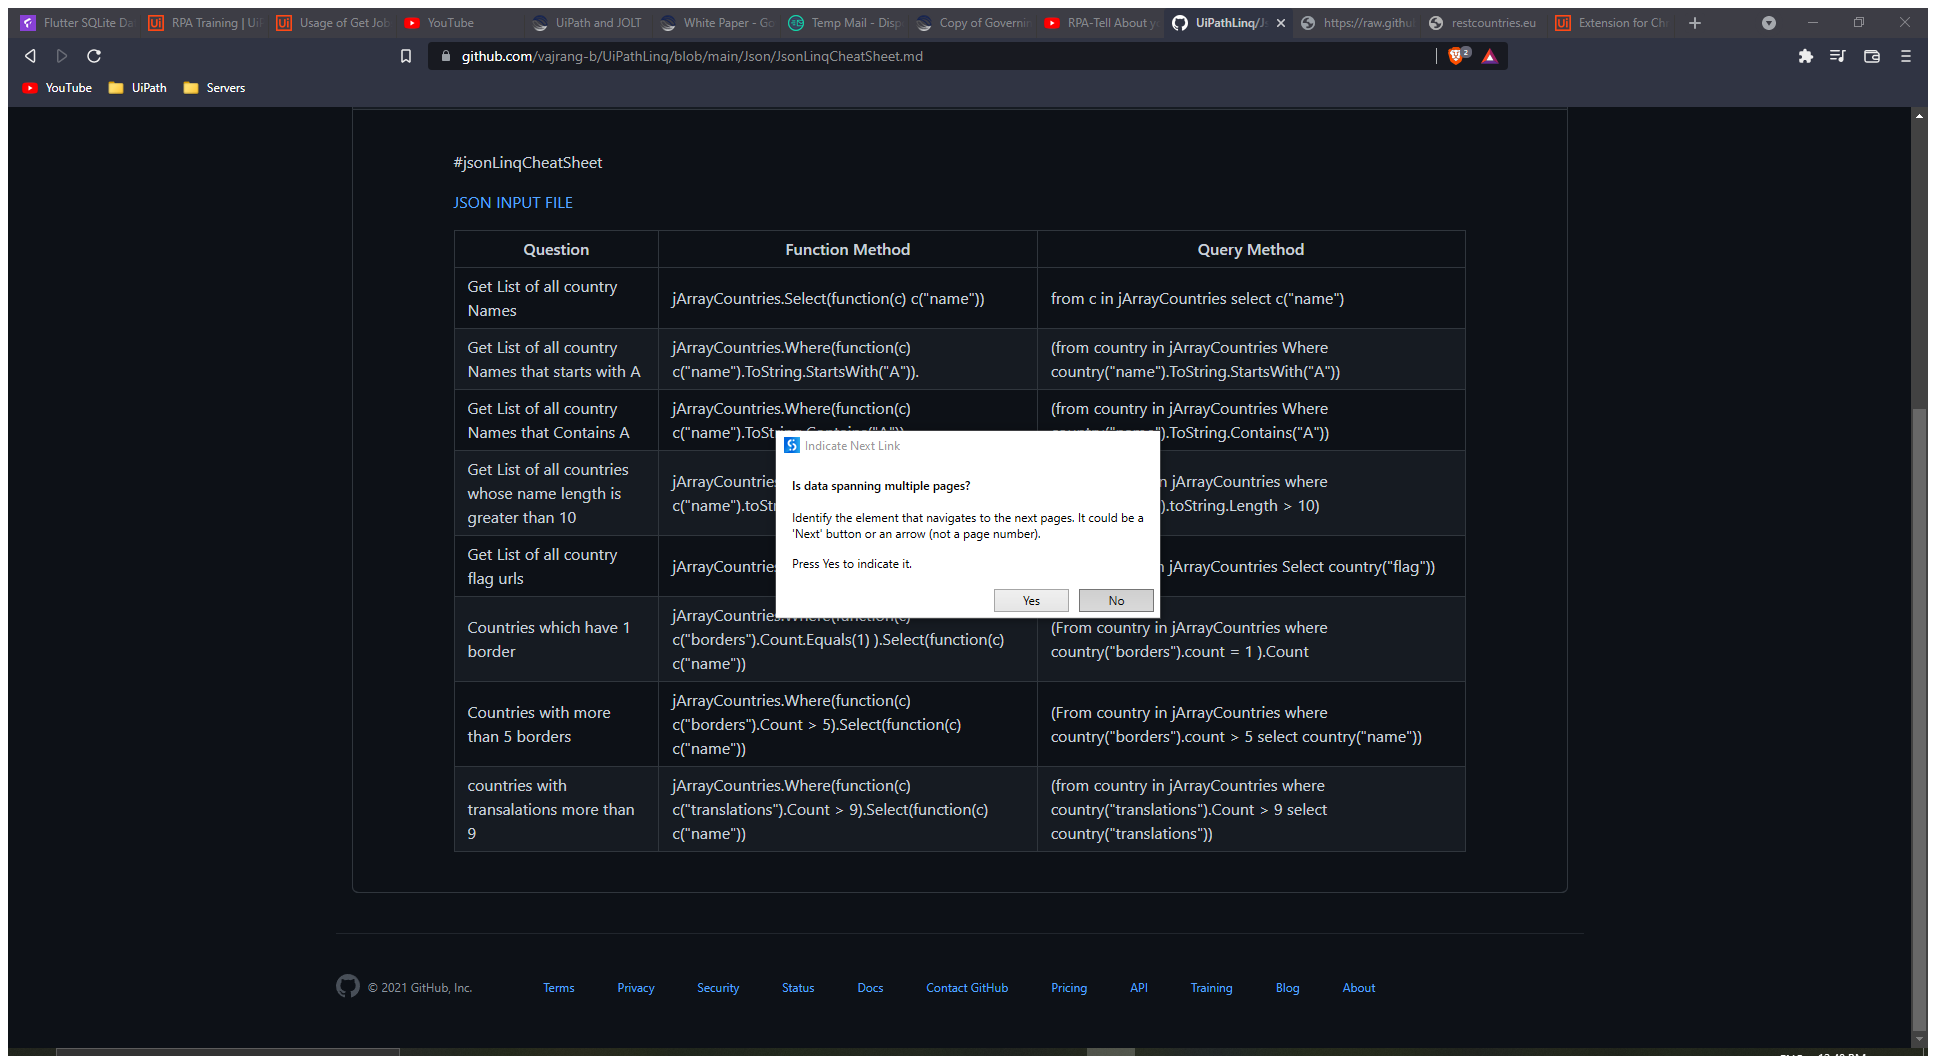 Flutter SQLite Da
RPA Training | Ui
Usage of Get Job
YouTube
UiPath and JOLT
White Paper - Go
Temp Mail - Disp
Copy of Governin
RPA-Tell About y
UiPathLinq/Js
https://raw.githu
restcountries.eu
Extension for Ch
github.com/vajrang-b/UiPathLinq/blob/main/Json/JsonLinqCheatSheet.md
2
YouTube
UiPath
Servers
#jsonLinqCheatSheet
JSON INPUT FILE
Question
Function Method
Query Method
Get List of all country
Names
jArrayCountries.Select(function(c) c("name"))
from c in jArrayCountries select c("name")
Get List of all country
Names that starts with A
jArrayCountries.Where(function(c)
c("name").ToString.StartsWith("A")).
(from country in jArrayCountries Where
country("name").ToString.StartsWith("A"))
Get List of all country
Names that Contains A
jArrayCountries.Where(function(c)
c("name").ToString.Contains("A"))
(from country in jArrayCountries Where
country("name").ToString.Contains("A"))
Get List of all countries
whose name length is
greater than 10
jArrayCountries
c("name").toStr
n jArrayCountries where
).toString.Length > 10)
Get List of all country
flag urls
jArrayCountries
n jArrayCountries Select country("flag"))
Indicate Next Link
Is data spanning multiple pages?
Identify the element that navigates to the next pages. It could be a
'Next' button or an arrow (not a page number).
Press Yes to indicate it.
Yes
No
Countries which have 1
border
jArrayCountries.Where(function(c)
c("borders").Count.Equals(1) ).Select(function(c)
c("name"))
(From country in jArrayCountries where
country("borders").count = 1 ).Count
Countries with more
than 5 borders
jArrayCountries.Where(function(c)
c("borders").Count > 5).Select(function(c)
c("name"))
(From country in jArrayCountries where
country("borders").count > 5 select country("name"))
countries with
transalations more than
9
jArrayCountries.Where(function(c)
c("translations").Count > 9).Select(function(c)
c("name"))
(from country in jArrayCountries where
country("translations").Count > 9 select
country("translations"))
© 2021 GitHub, Inc.
Terms
Privacy
Security
Status
Docs
Contact GitHub
Pricing
API
Training
Blog
About